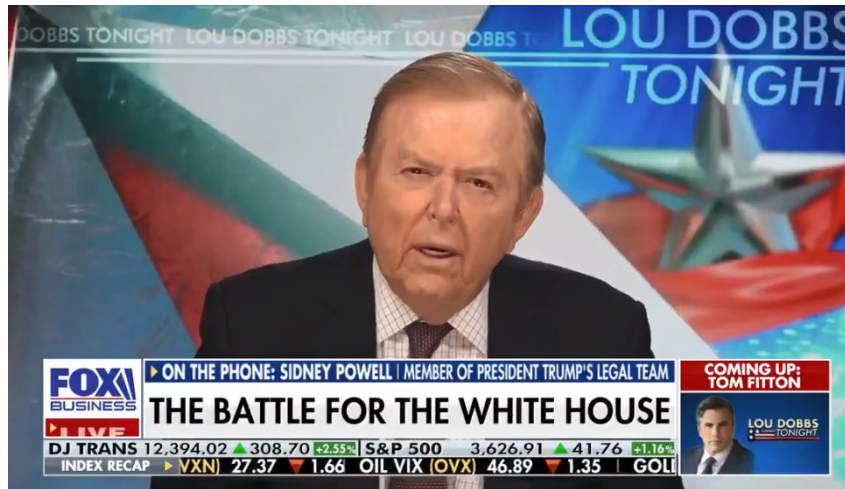 DOBBS TONIGHT LOU DOBBS TONIGHT LOU DOBBS T
LOU DOBBS
TONIGHT
FOX
BUSINESS
LIVE
ON THE PHONE: SIDNEY POWELL | MEMBER OF PRESIDENT TRUMP'S LEGAL TEAM
THE BATTLE FOR THE WHITE HOUSE
COMING UP:
TOM FITTON
LOU DOBBS
TONIGHT
DJ TRANS 12,394.02 ▲ 308.70 +2.55% S&P 500 3,626.91 ▲ 41.76 +1.16%
INDEX RECAP VXN) 27.37 ▼ 1.66 OIL VIX (OVX) 46.89 ▼ 1.35 GOL